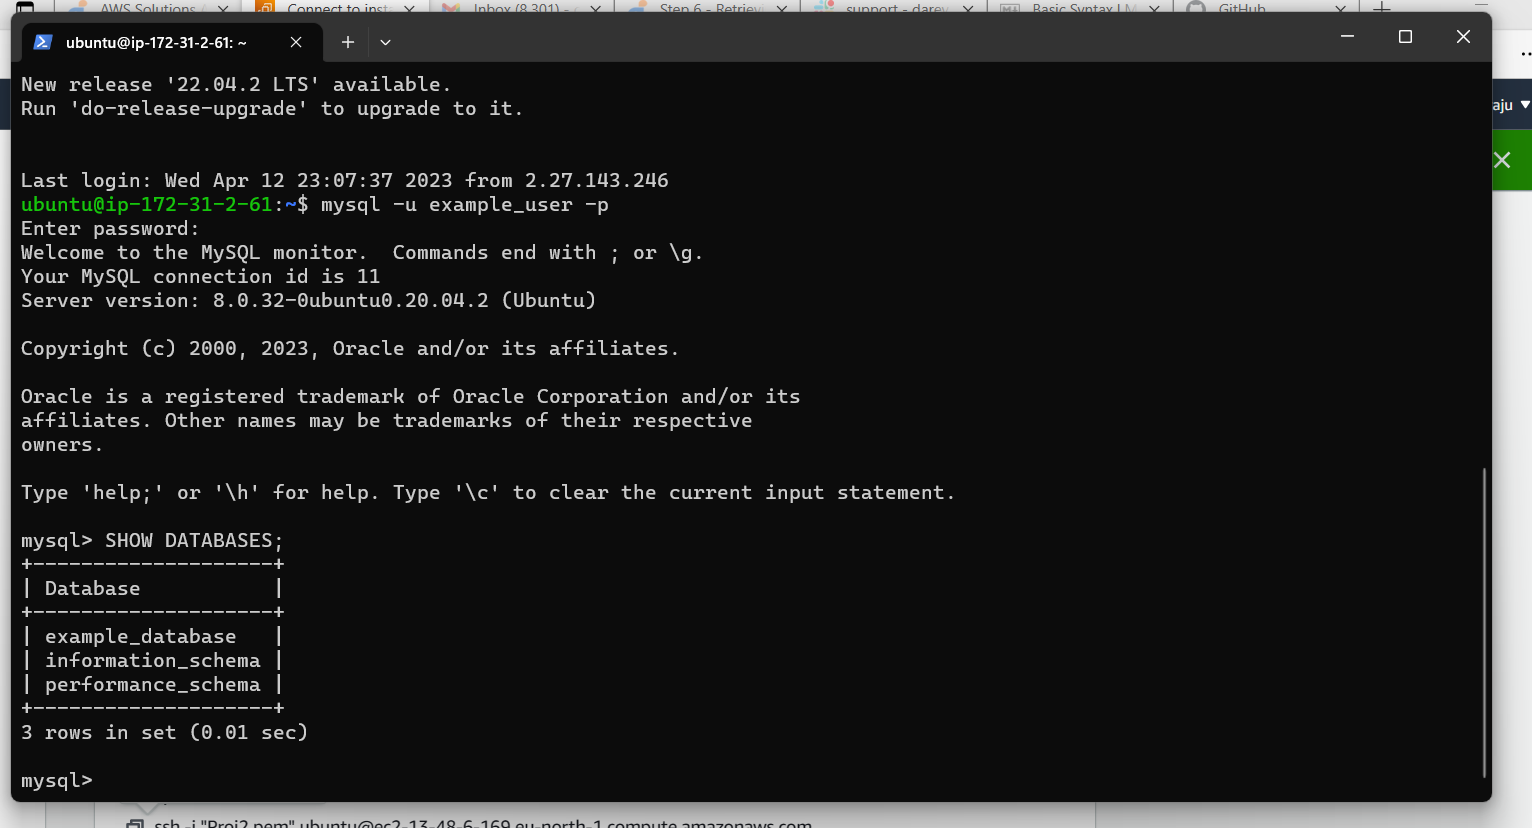 AWS Solutions
Connect to inst
Inbox (8,301) -
Step 6 - Retrievi
support - darey
Basic Syntax | M
GitHub
ubuntu@ip-172-31-2-61: ~
aju
New release '22.04.2 LTS' available.
Run 'do-release-upgrade' to upgrade to it.
Last login: Wed Apr 12 23:07:37 2023 from 2.27.143.246
ubuntu@ip-172-31-2-61:~$ mysql -u example_user -p
Enter password:
Welcome to the MySQL monitor.  Commands end with ; or \g.
Your MySQL connection id is 11
Server version: 8.0.32-0ubuntu0.20.04.2 (Ubuntu)
Copyright (c) 2000, 2023, Oracle and/or its affiliates.
Oracle is a registered trademark of Oracle Corporation and/or its
affiliates. Other names may be trademarks of their respective
owners.
Type 'help;' or '\h' for help. Type '\c' to clear the current input statement.
mysql> SHOW DATABASES;
+--------------------+
| Database           |
+--------------------+
| example_database   |
| information_schema |
| performance_schema |
+--------------------+
3 rows in set (0.01 sec)
mysql>
ssh -i "Proj2.pem" ubuntu@ec2-13-48-6-169.eu-north-1.compute.amazonaws.com